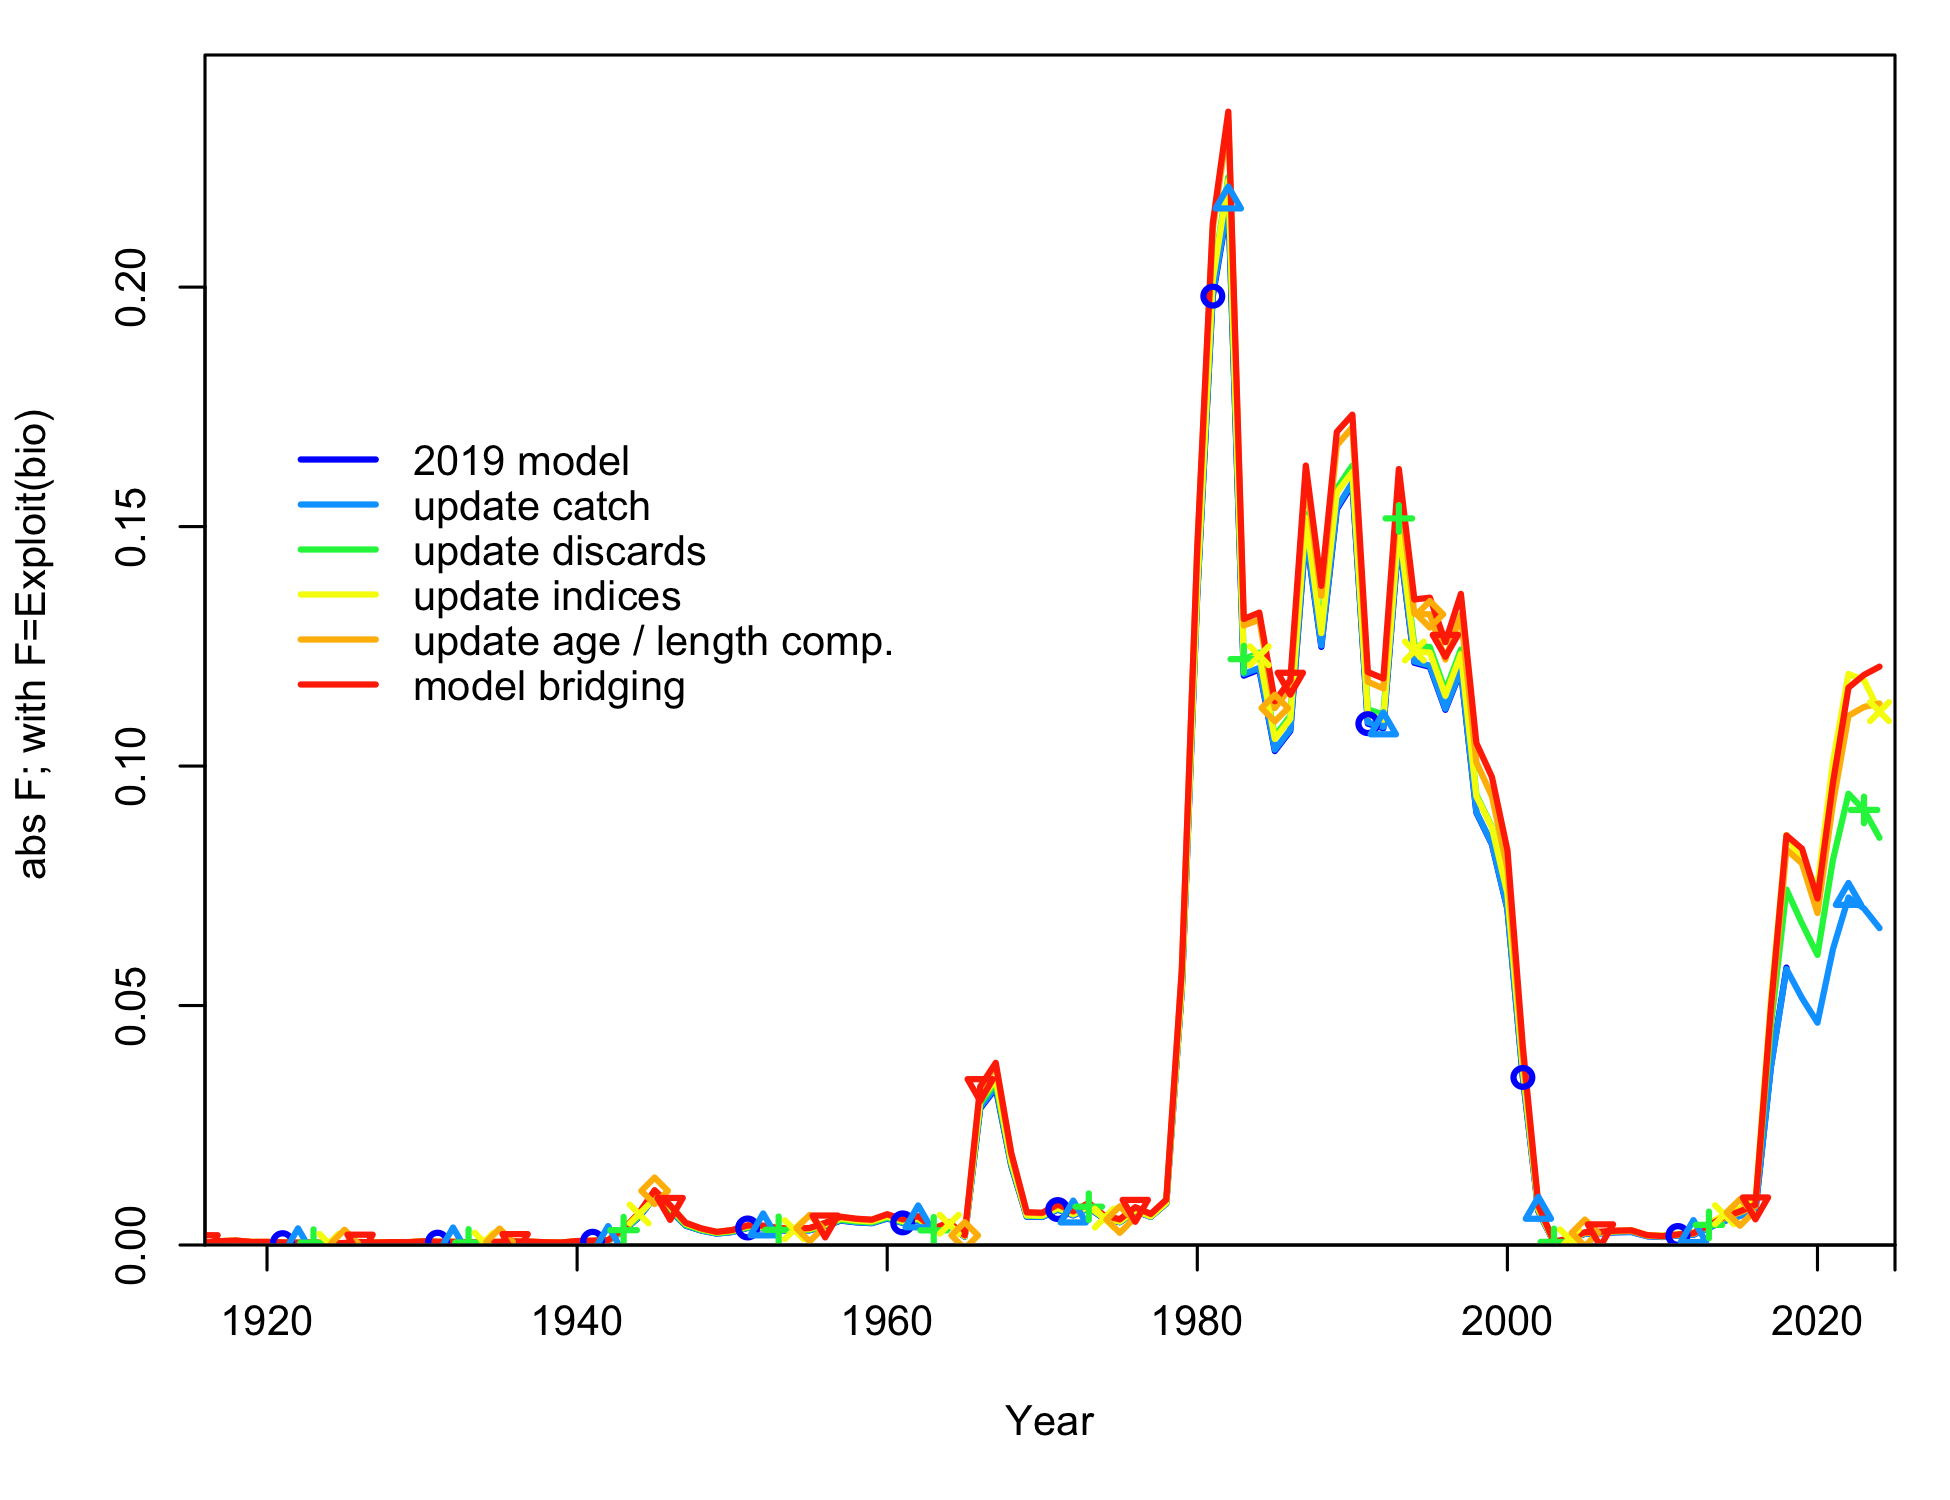 0.20
0.15
0.10
0.05
0.00
abs F; with F=Exploit(bio)
2019 model
update catch
update discards
update indices
update age / length comp.
model bridging
1920 1940 1960 1980 2000 2020
Year